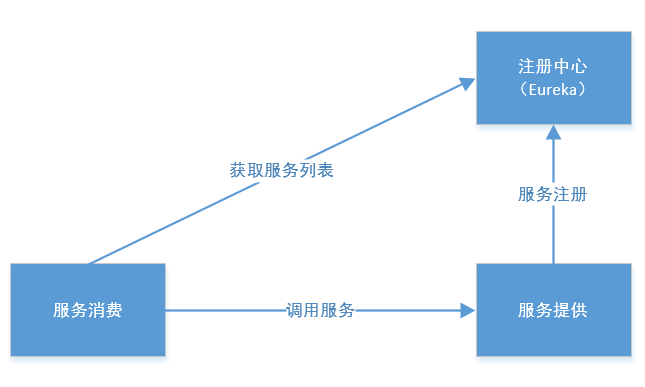 注册中心
（Eureka）
获取服务列表
服务注册
服务消费
调用服务
服务提供